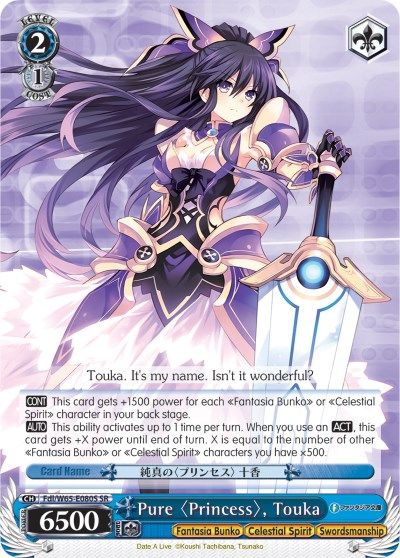 LEVEL
2
1
COST
Touka. It's my name. Isn't it wonderful?
CONT This card gets +1500 power for each «Fantasia Bunko» or «Celestial
Spirit» character in your back stage.
AUTO This ability activates up to 1 time per turn. When you use an ACT, this
card gets +X power until end of turn. X is equal to the number of other
«Fantasia Bunko» or «Celestial Spirit» characters you have ×500.
Card Name
純真の〈プリンセス〉十香
CH Fdl/W65-E080S SR
Pure 〈Princess〉, Touka
POWER
6500
Fantasia Bunko
Celestial Spirit
Swordsmanship
Date A Live ©Koushi Tachibana, Tsunako